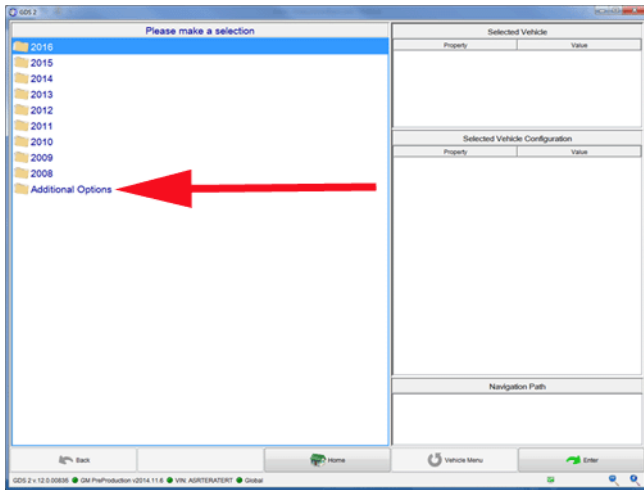 GDS 2
Please make a selection
2016
2015
2014
2013
2012
2011
2010
2009
2008
Additional Options
Selected Vehicle
Property Value
Selected Vehicle Configuration
Property Value
Navigation Path
Back Home Vehicle Menu Enter
GDS 2 v.12.0.00836 GM PreProduction v2014.11.6 VIN: ASRTERATERT Global